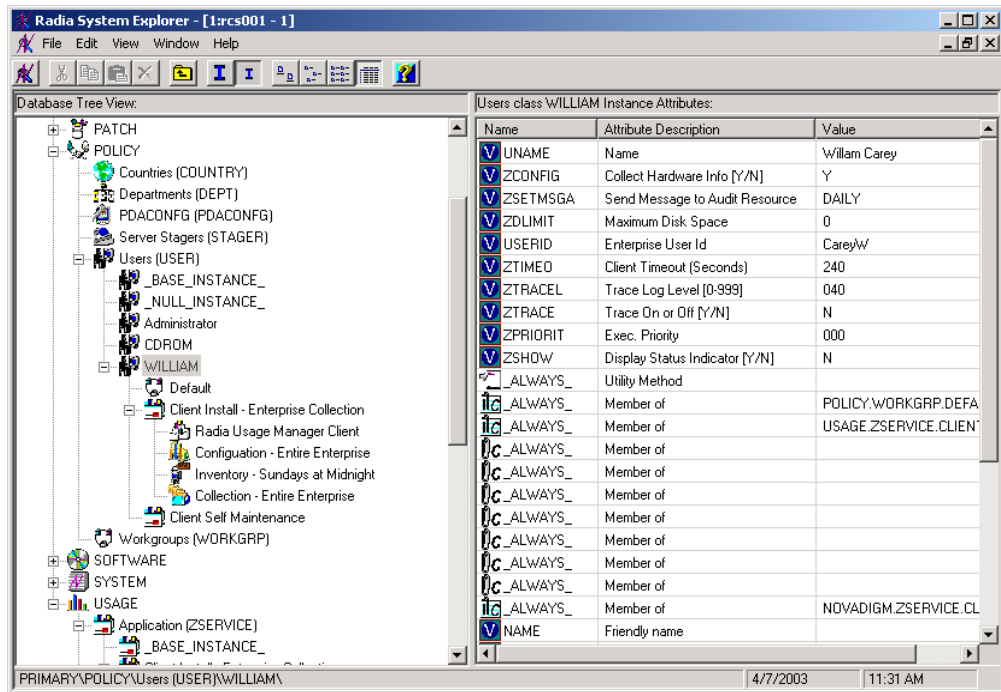 Radia System Explorer - [1:rcs001 - 1]
File Edit View Window Help
Database Tree View:
PATCH
POLICY
Countries (COUNTRY)
Departments (DEPT)
PDACONFG (PDACONFG)
Server Stagers (STAGER)
Users (USER)
_BASE_INSTANCE_
_NULL_INSTANCE_
Administrator
CDROM
WILLIAM
Default
Client Install - Enterprise Collection
Radia Usage Manager Client
Configuation - Entire Enterprise
Inventory - Sundays at Midnight
Collection - Entire Enterprise
Client Self Maintenance
Workgroups (WORKGRP)
SOFTWARE
SYSTEM
USAGE
Application (ZSERVICE)
_BASE_INSTANCE_
Users class WILLIAM Instance Attributes:
Name Attribute Description Value
V UNAME Name Willam Carey
V ZCONFIG Collect Hardware Info [Y/N] Y
V ZSETMSGA Send Message to Audit Resource DAILY
V ZDLIMIT Maximum Disk Space 0
V USERID Enterprise User Id CareyW
V ZTIMEO Client Timeout (Seconds) 240
V ZTRACEL Trace Log Level [0-999] 040
V ZTRACE Trace On or Off [Y/N] N
V ZPRIORIT Exec. Priority 000
V ZSHOW Display Status Indicator [Y/N] N
_ALWAYS_ Utility Method
C _ALWAYS_ Member of POLICY.WORKGRP.DEFA
C _ALWAYS_ Member of USAGE.ZSERVICE.CLIENT
C _ALWAYS_ Member of
C _ALWAYS_ Member of
C _ALWAYS_ Member of
C _ALWAYS_ Member of
C _ALWAYS_ Member of
C _ALWAYS_ Member of
C _ALWAYS_ Member of
C _ALWAYS_ Member of NOVADIGM.ZSERVICE.CL
V NAME Friendly name
PRIMARY\POLICY\Users (USER)\WILLIAM\ 4/7/2003 11:31 AM